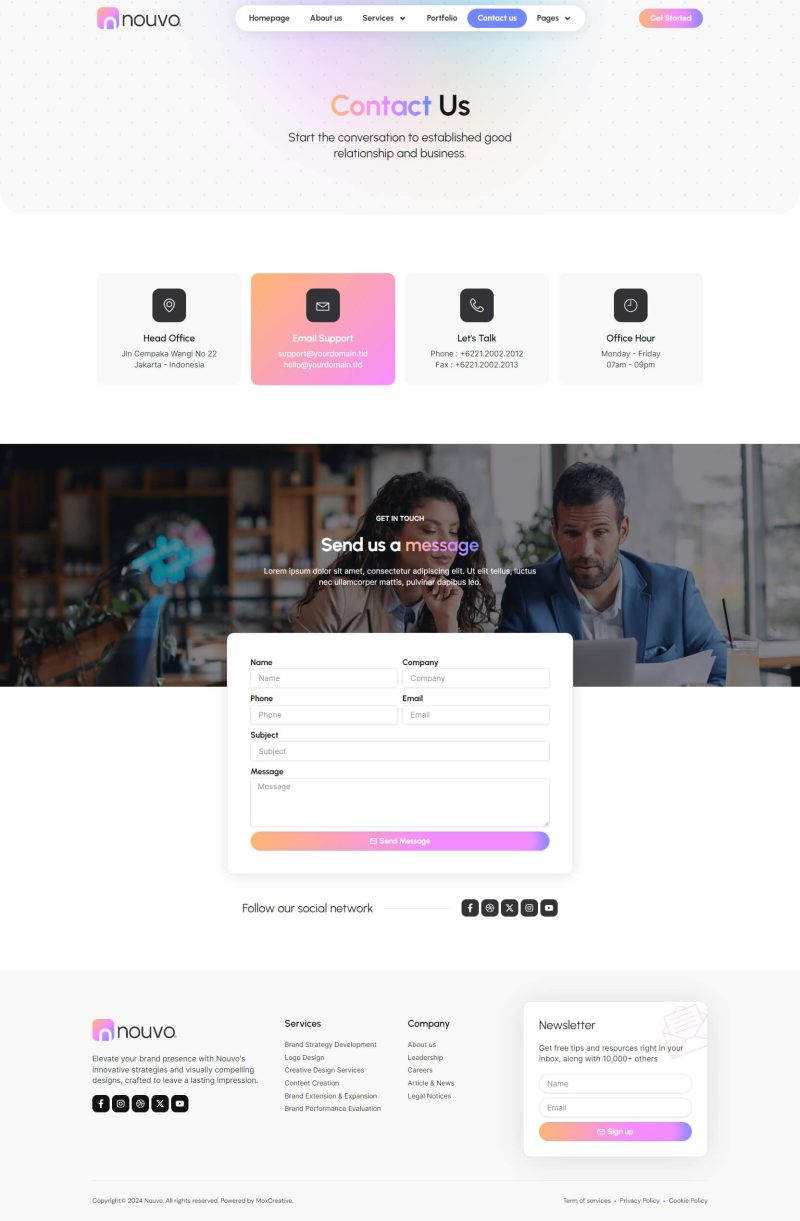 nouvo.
Homepage
About us
Services
Portfolio
Contact us
Pages
Get Started
Contact Us
Start the conversation to established good
relationship and business.
Head Office
Jln Cempaka Wangi No 22
Jakarta - Indonesia
Email Support
support@yourdomain.tld
hello@yourdomain.tld
Let's Talk
Phone : +6221.2002.2012
Fax : +6221.2002.2013
Office Hour
Monday - Friday
07am - 09pm
GET IN TOUCH
Send us a message
Lorem ipsum dolor sit amet, consectetur adipiscing elit. Ut elit tellus, luctus
nec ullamcorper mattis, pulvinar dapibus leo.
Name
Company
Name
Company
Phone
Email
Phone
Email
Subject
Subject
Message
Message
Send Message
Follow our social network
nouvo.
Elevate your brand presence with Nouvo's
innovative strategies and visually compelling
designs, crafted to leave a lasting impression.
Services
Brand Strategy Development
Logo Design
Creative Design Services
Content Creation
Brand Extension & Expansion
Brand Performance Evaluation
Company
About us
Leadership
Careers
Article & News
Legal Notices
Newsletter
Get free tips and resources right in your
inbox, along with 10,000+ others
Name
Email
Sign up
Copyright© 2024 Nouvo. All rights reserved. Powered by MoxCreative.
Term of services • Privacy Policy • Cookie Policy